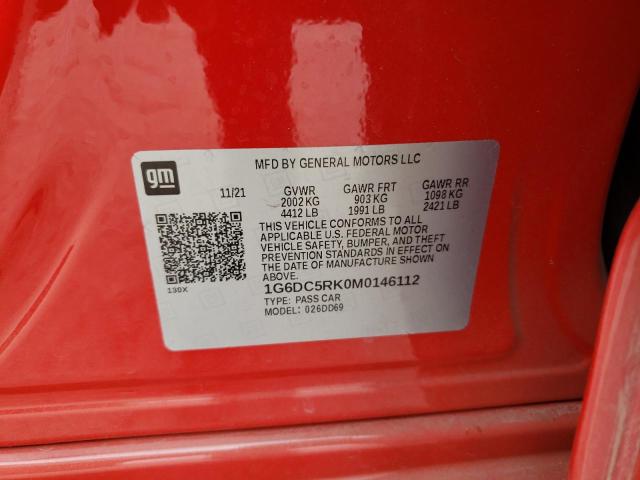 gm
MFD BY GENERAL MOTORS LLC
11/21 GVWR GAWR FRT GAWR RR
2002 KG 903 KG 1098 KG
4412 LB 1991 LB 2421 LB
THIS VEHICLE CONFORMS TO ALL
APPLICABLE U.S. FEDERAL MOTOR
VEHICLE SAFETY, BUMPER, AND THEFT
PREVENTION STANDARDS IN EFFECT ON
THE DATE OF MANUFACTURE SHOWN
ABOVE.
130X
1G6DC5RK0M0146112
TYPE: PASS CAR
MODEL: 026DD69